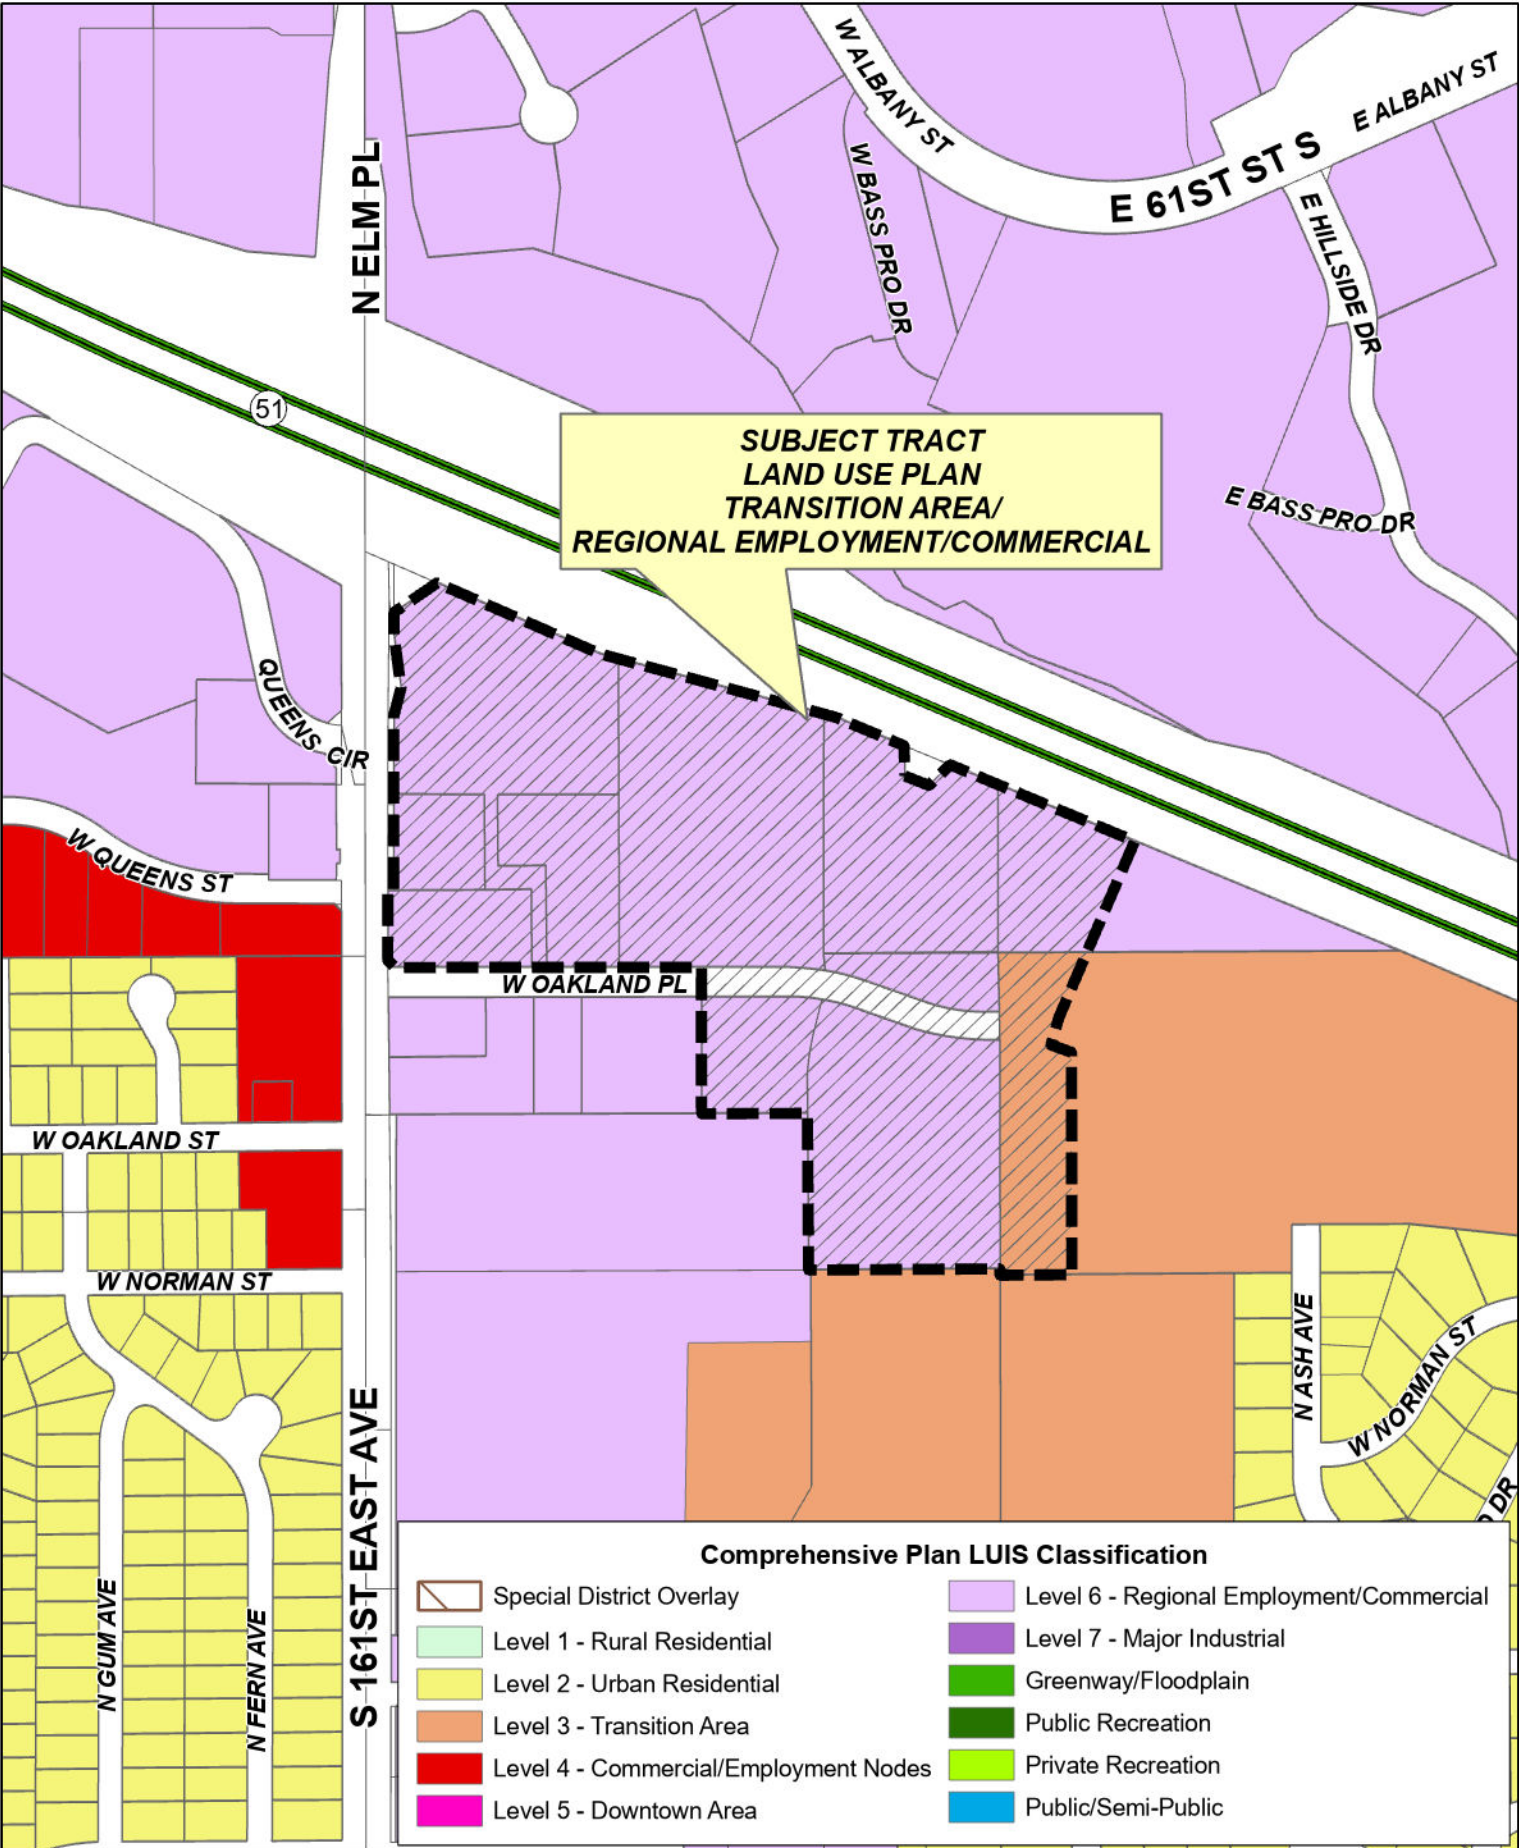 W ALBANY ST
E ALBANY ST
E 61ST ST S
N ELM PL
W BASS PRO DR
E HILLSIDE DR
51
SUBJECT TRACT
LAND USE PLAN
TRANSITION AREA/
REGIONAL EMPLOYMENT/COMMERCIAL
E BASS PRO DR
QUEENS CIR
W QUEENS ST
W OAKLAND PL
W OAKLAND ST
W NORMAN ST
N ASH AVE
W NORMAN ST
S 161ST EAST AVE
DR
N GUM AVE
N FERN AVE
Comprehensive Plan LUIS Classification
Special District Overlay
Level 1 - Rural Residential
Level 2 - Urban Residential
Level 3 - Transition Area
Level 4 - Commercial/Employment Nodes
Level 5 - Downtown Area
Level 6 - Regional Employment/Commercial
Level 7 - Major Industrial
Greenway/Floodplain
Public Recreation
Private Recreation
Public/Semi-Public